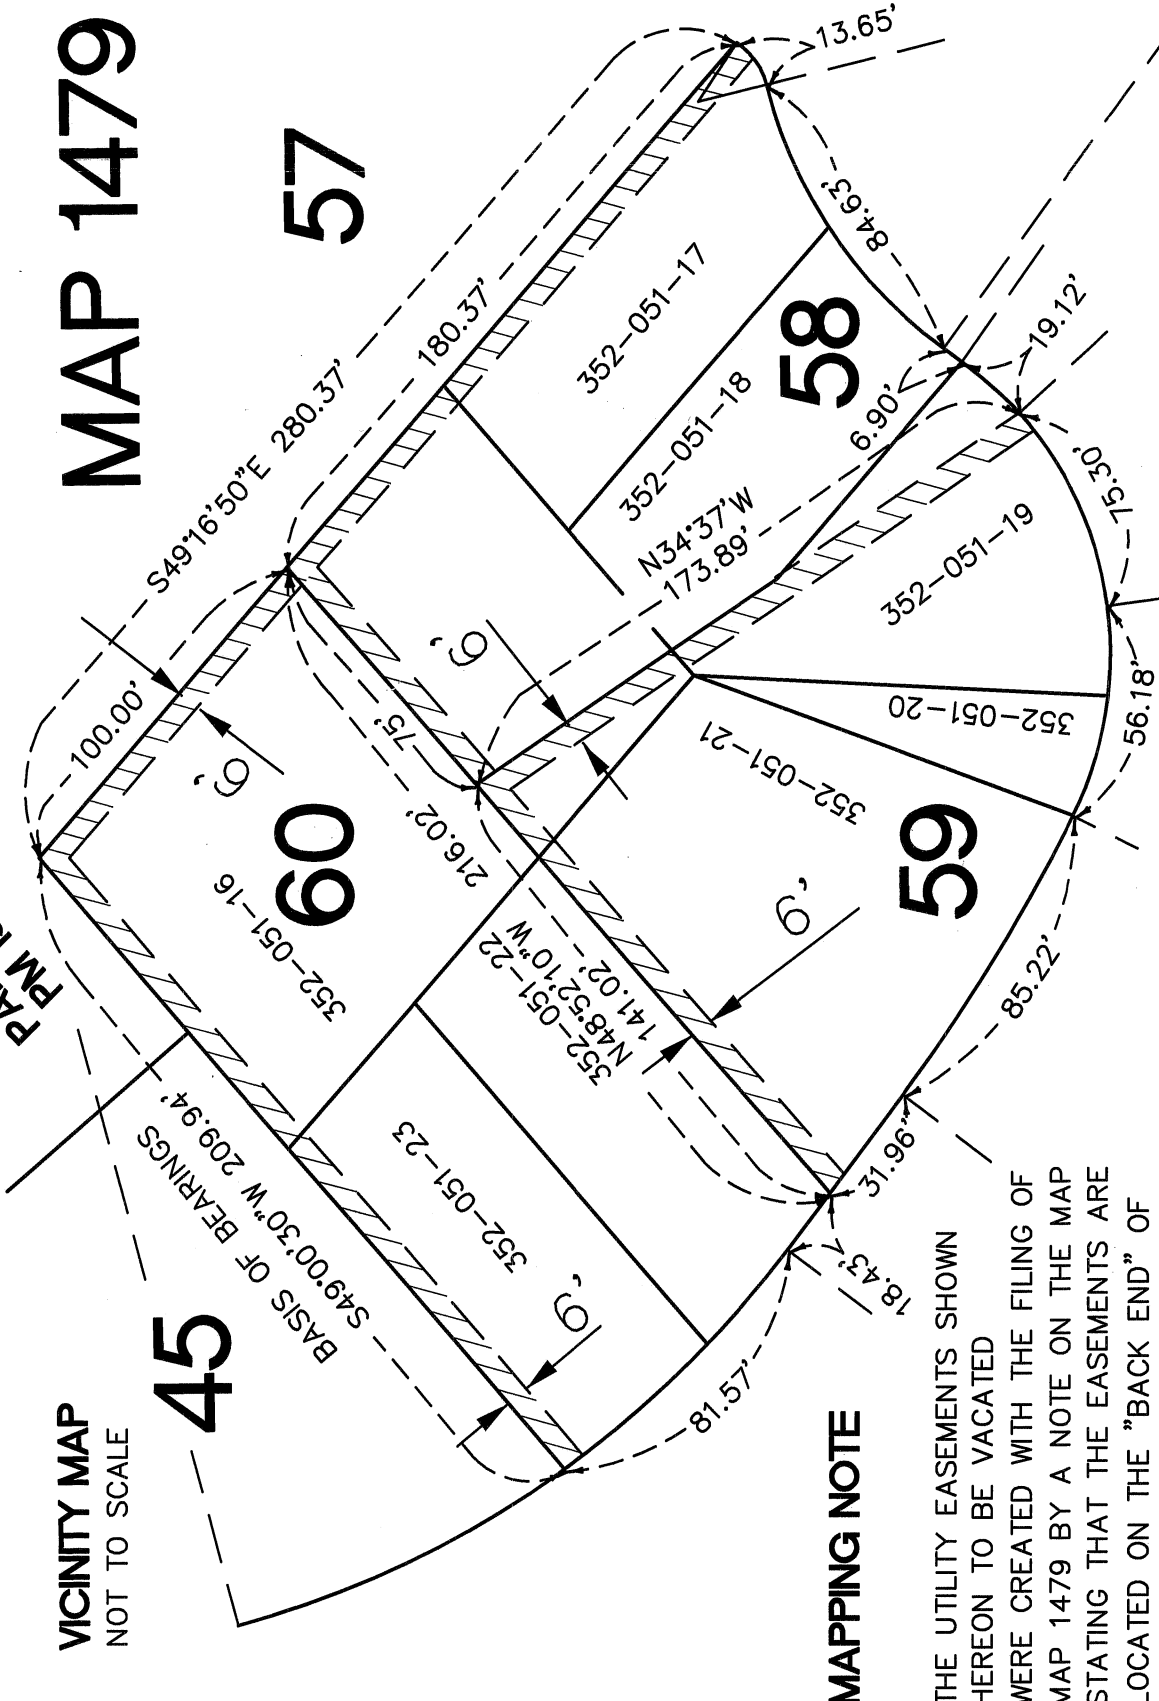 MAP 1479
57
13.65'
S49°16'50"E 280.37'
180.37'
352-051-17
84.63'
58
352-051-18
6.90'
19.12'
N34°37'W
173.89'
75.30'
352-051-19
100.00'
6'
6'
75'
216.02'
352-051-20
56.18'
352-051-21
60
352-051-16
59
6'
85.22'
352-051-22
N48°52'10"W
141.02'
PM
BASIS OF BEARINGS
S49°00'30"W 209.94'
352-051-23
6'
31.96'
18.43'
81.57'
45
VICINITY MAP
NOT TO SCALE
MAPPING NOTE
THE UTILITY EASEMENTS SHOWN
HEREON TO BE VACATED
WERE CREATED WITH THE FILING OF
MAP 1479 BY A NOTE ON THE MAP
STATING THAT THE EASEMENTS ARE
LOCATED ON THE "BACK END" OF